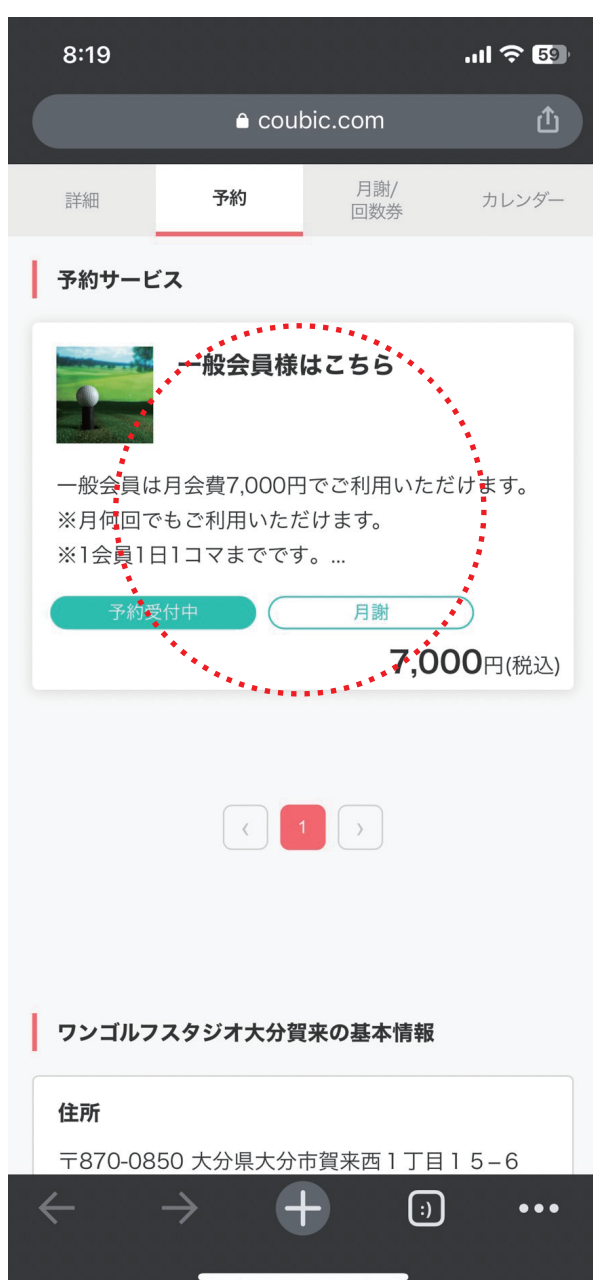 8:19
59
coubic.com
詳細
予約
月謝/
回数券
カレンダー
予約サービス
一般会員様はこちら
一般会員は月会費7,000円でご利用いただけます。
※月何回でもご利用いただけます。
※1会員1日1コマまでです。...
予約受付中
月謝
7,000円(税込)
1
ワンゴルフスタジオ大分賀来の基本情報
住所
〒870-0850 大分県大分市賀来西１丁目１５−６
:)